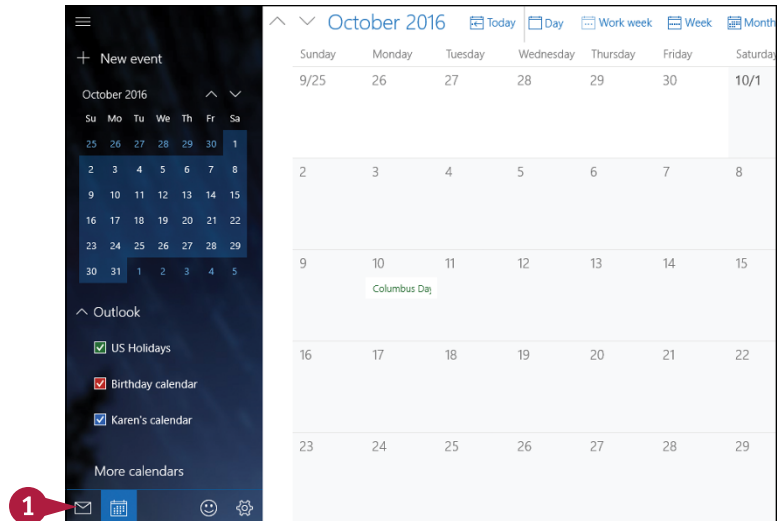 New event
October 2016
Su Mo Tu We Th Fr Sa
25 26 27 28 29 30 1
2 3 4 5 6 7 8
9 10 11 12 13 14 15
16 17 18 19 20 21 22
23 24 25 26 27 28 29
30 31 1 2 3 4 5
Outlook
US Holidays
Birthday calendar
Karen's calendar
More calendars
1
October 2016 Today Day Work week Week Month
Sunday Monday Tuesday Wednesday Thursday Friday Saturday
9/25 26 27 28 29 30 10/1
2 3 4 5 6 7 8
9 10 11 12 13 14 15
Columbus Day
16 17 18 19 20 21 22
23 24 25 26 27 28 29